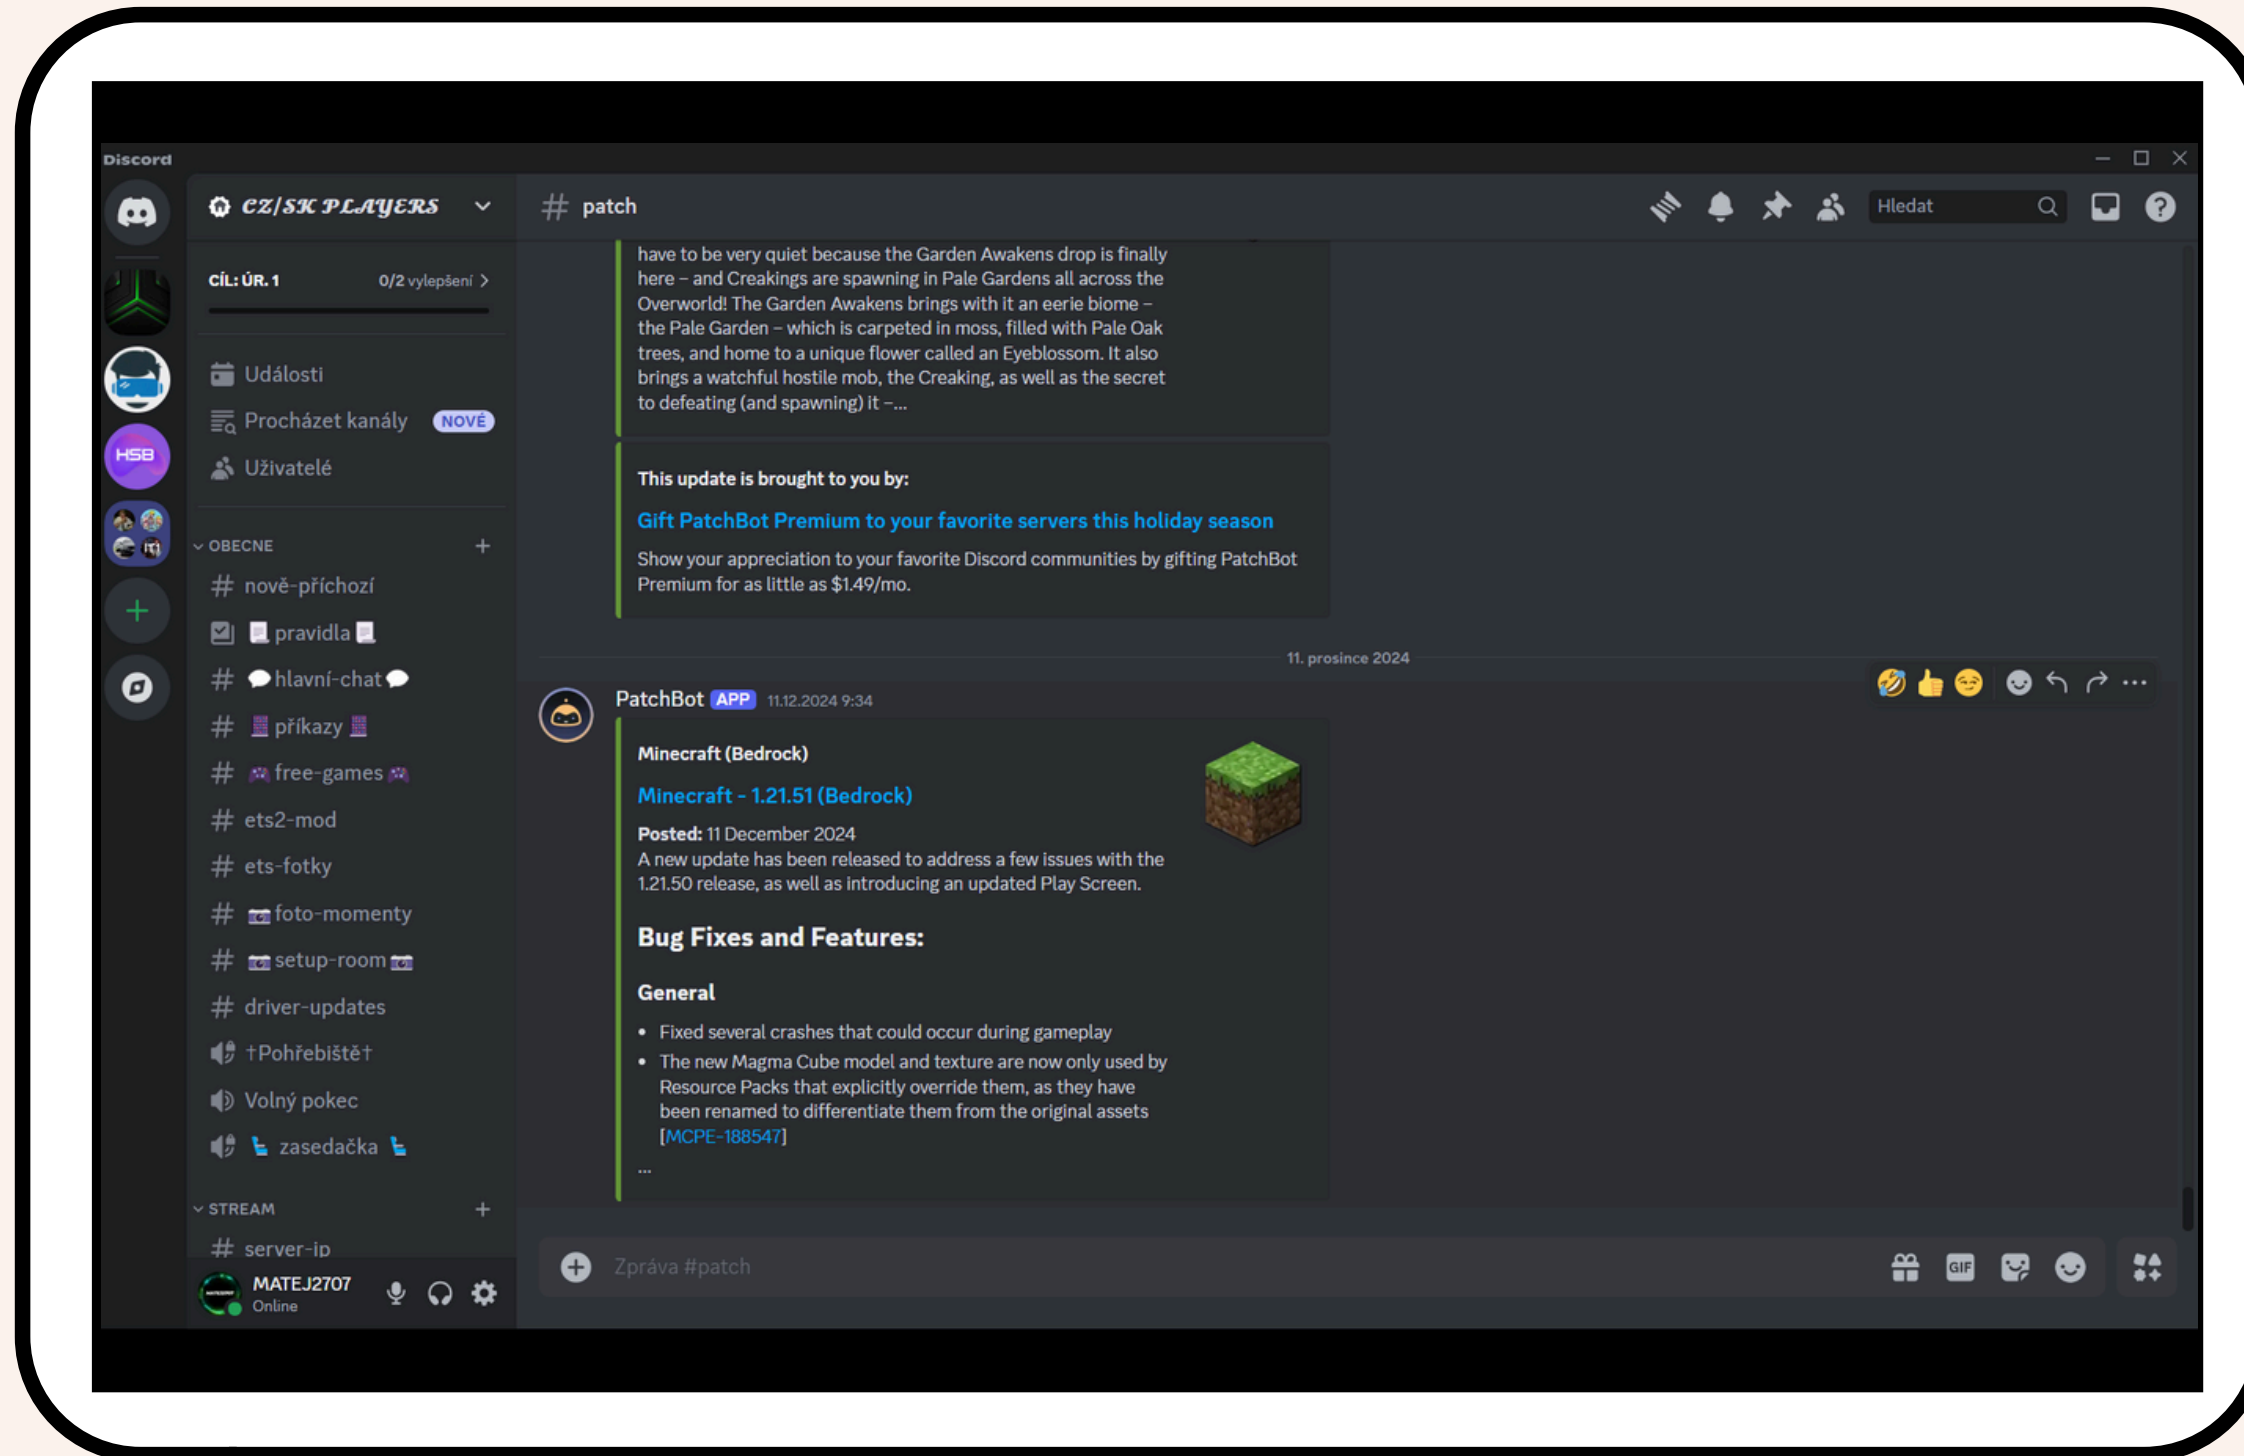 Discord
CZ/SK PLAYERS
CÍL: ÚR. 1
0/2 vylepšení
Události
Procházet kanály
NOVÉ
Uživatelé
HSB
OBECNE
nově-příchozí
pravidla
hlavní-chat
příkazy
free-games
ets2-mod
ets-fotky
foto-momenty
setup-room
driver-updates
†Pohřebiště†
Volný pokec
zasedačka
STREAM
server-ip
MATEJ2707
Online
# patch
Hledat
have to be very quiet because the Garden Awakens drop is finally
here – and Creakings are spawning in Pale Gardens all across the
Overworld! The Garden Awakens brings with it an eerie biome –
the Pale Garden – which is carpeted in moss, filled with Pale Oak
trees, and home to a unique flower called an Eyeblossom. It also
brings a watchful hostile mob, the Creaking, as well as the secret
to defeating (and spawning) it –...
This update is brought to you by:
Gift PatchBot Premium to your favorite servers this holiday season
Show your appreciation to your favorite Discord communities by gifting PatchBot
Premium for as little as $1.49/mo.
11. prosince 2024
PatchBot APP 11.12.2024 9:34
Minecraft (Bedrock)
Minecraft - 1.21.51 (Bedrock)
Posted: 11 December 2024
A new update has been released to address a few issues with the
1.21.50 release, as well as introducing an updated Play Screen.
Bug Fixes and Features:
General
• Fixed several crashes that could occur during gameplay
• The new Magma Cube model and texture are now only used by
Resource Packs that explicitly override them, as they have
been renamed to differentiate them from the original assets
[MCPE-188547]
...
Zpráva #patch
GIF